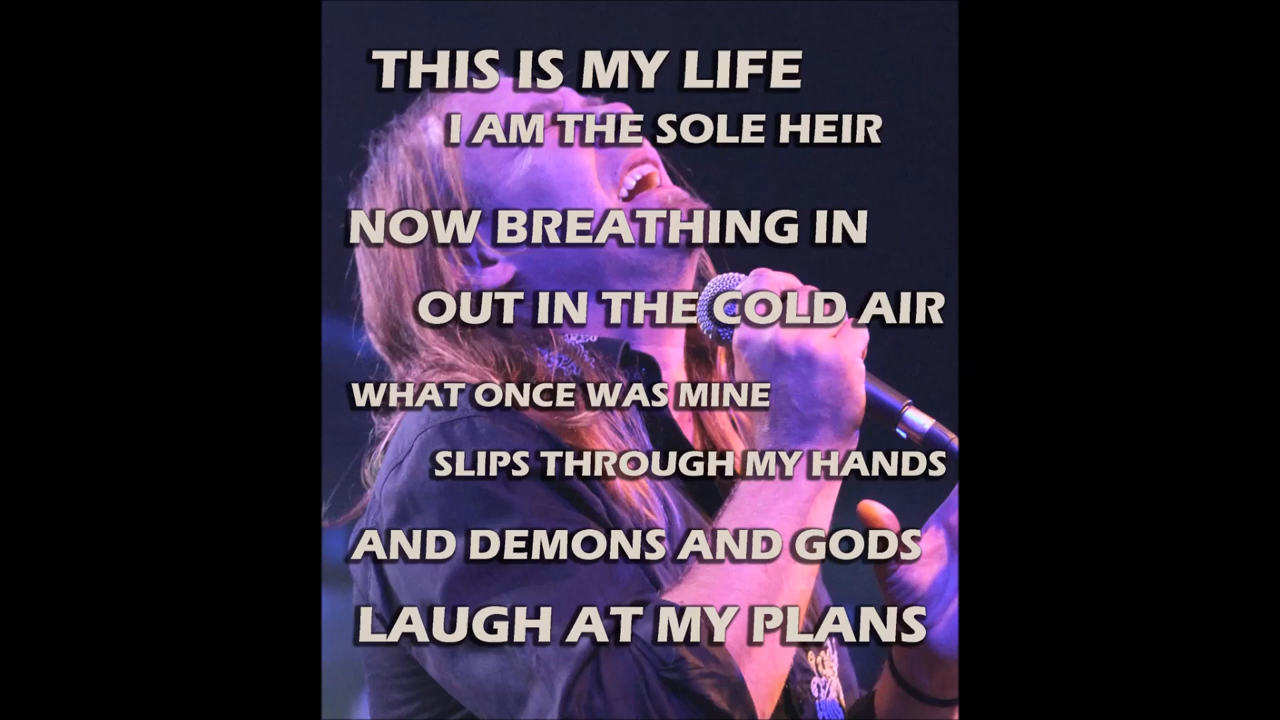 THIS IS MY LIFE
I AM THE SOLE HEIR
NOW BREATHING IN
OUT IN THE COLD AIR
WHAT ONCE WAS MINE
SLIPS THROUGH MY HANDS
AND DEMONS AND GODS
LAUGH AT MY PLANS